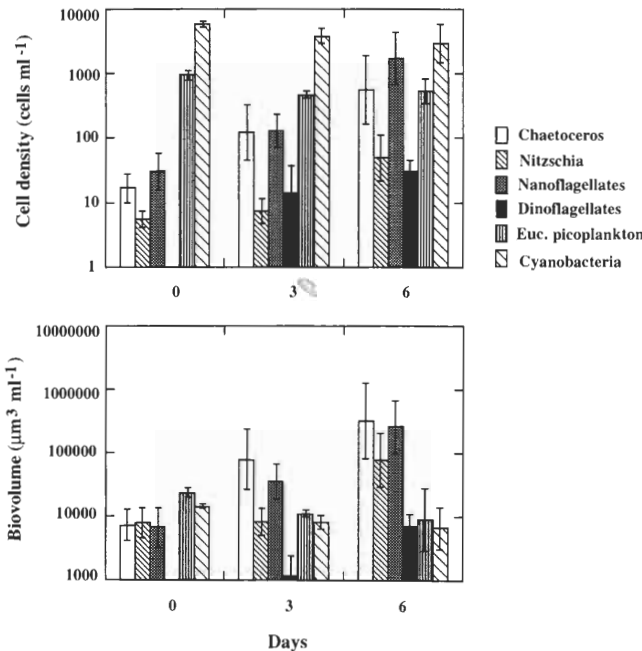 10000
1000
100
10
1
Cell density (cells ml⁻¹)
0 3 6
Chaetoceros
Nitzschia
Nanoflagellates
Dinoflagellates
Euc. picoplankton
Cyanobacteria
10000000
1000000
100000
10000
1000
Biovolume (μm³ ml⁻¹)
0 3 6
Days